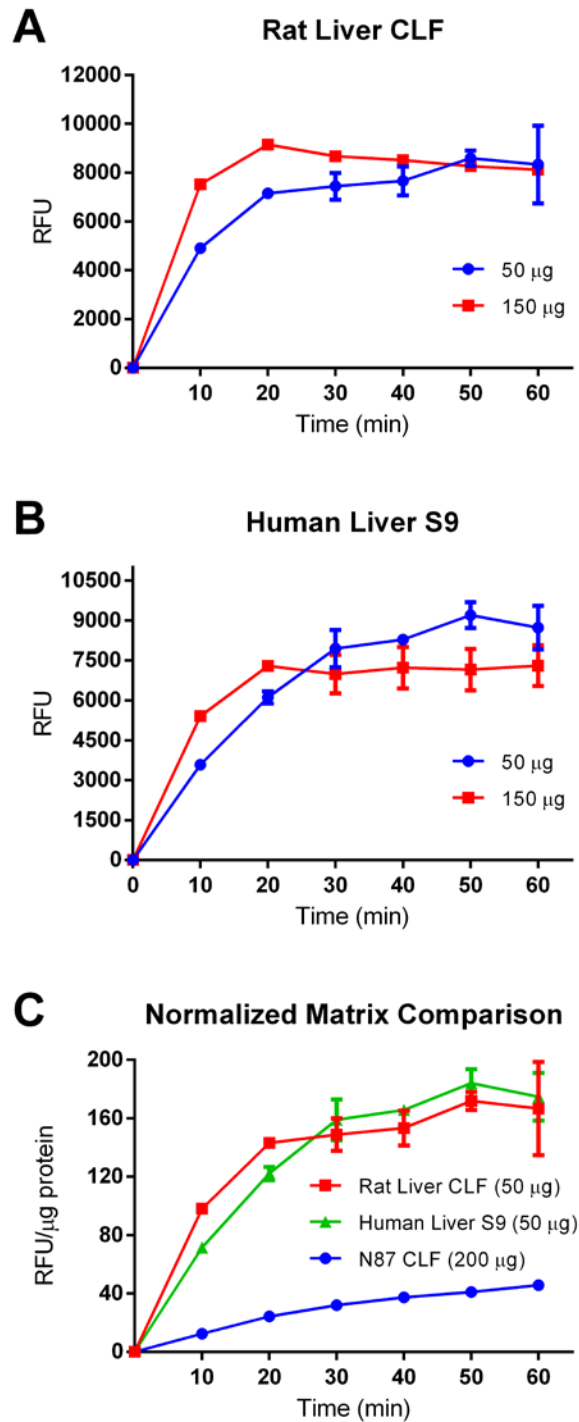 A
Rat Liver CLF
12000
10000
8000
6000
4000
2000
0
RFU
50 μg
150 μg
10 20 30 40 50 60
Time (min)
B
Human Liver S9
10500
9000
7500
6000
4500
3000
1500
0
RFU
50 μg
150 μg
0 10 20 30 40 50 60
Time (min)
C
Normalized Matrix Comparison
200
160
120
80
40
0
RFU/μg protein
Rat Liver CLF (50 μg)
Human Liver S9 (50 μg)
N87 CLF (200 μg)
10 20 30 40 50 60
Time (min)